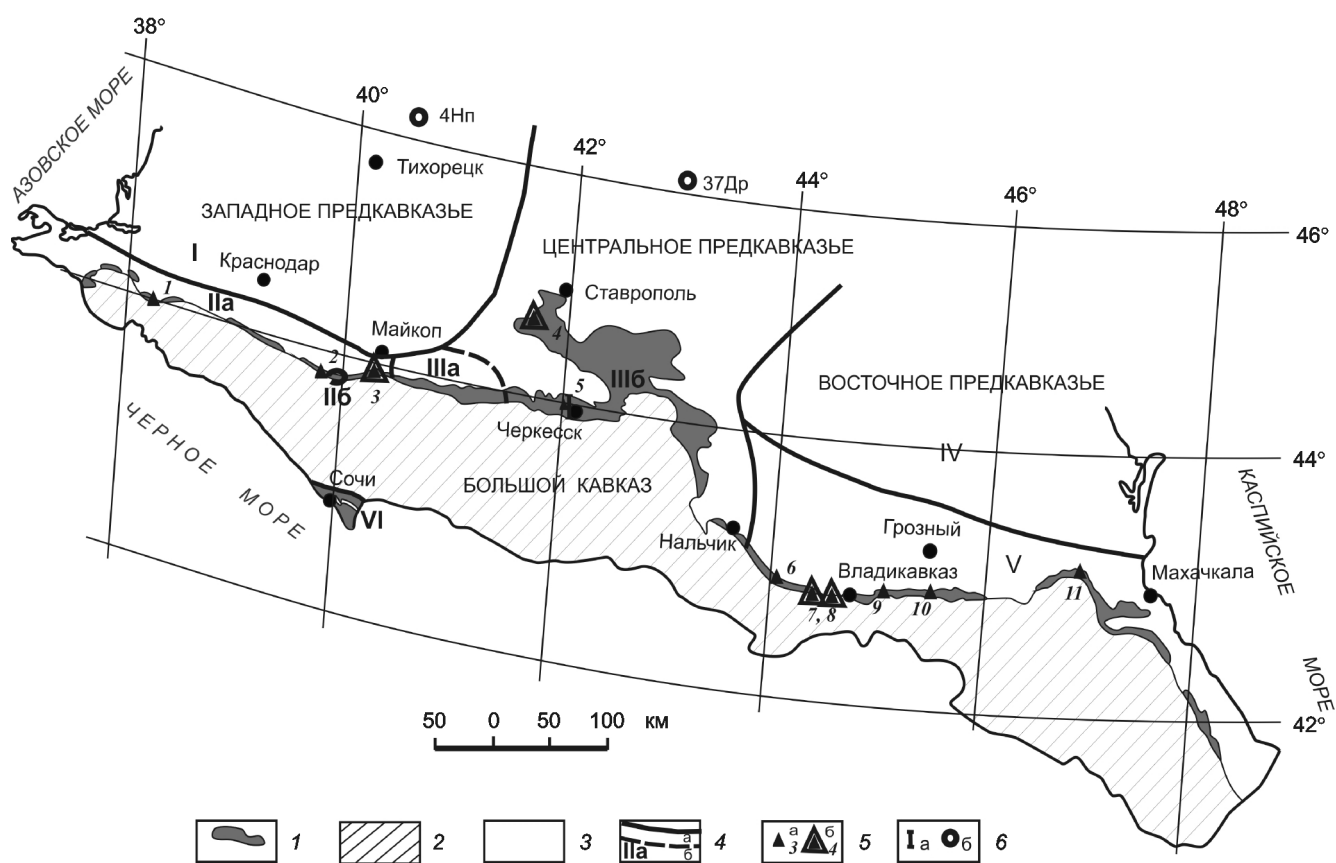 38°
40°
4Нп
42°
Тихорецк
37Др
44°
46°
48°
АЗОВСКОЕ МОРЕ
ЗАПАДНОЕ ПРЕДКАВКАЗЬЕ
46°
ЦЕНТРАЛЬНОЕ ПРЕДКАВКАЗЬЕ
I
Краснодар
IIа
1
Ставрополь
4
Майкоп
2
IIIа
IIб
3
5
IIIб
ВОСТОЧНОЕ ПРЕДКАВКАЗЬЕ
Черкесск
ЧЕРНОЕ МОРЕ
IV
44°
Сочи
БОЛЬШОЙ КАВКАЗ
VI
КАСПИЙСКОЕ
Грозный
Нальчик
V
6
Владикавказ
Махачкала
7, 8
9
10
11
МОРЕ
50 0 50 100 км
42°
1
2
3
а
IIа б
4
а
3
б
4
5
а
б
6